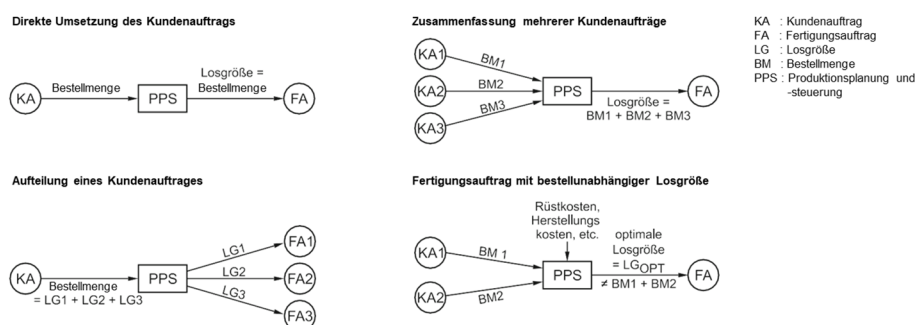 Direkte Umsetzung des Kundenauftrags
KA
Bestellmenge
PPS
Losgröße =
Bestellmenge
FA
Zusammenfassung mehrerer Kundenaufträge
KA1
KA2
KA3
BM1
BM2
BM3
PPS
Losgröße =
BM1 + BM2 + BM3
FA
KA : Kundenauftrag
FA : Fertigungsauftrag
LG : Losgröße
BM : Bestellmenge
PPS : Produktionsplanung und
-steuerung
Aufteilung eines Kundenauftrages
KA
Bestellmenge
= LG1 + LG2 + LG3
PPS
LG1
LG2
LG3
FA1
FA2
FA3
Fertigungsauftrag mit bestellunabhängiger Losgröße
Rüstkosten,
Herstellungs
kosten, etc.
KA1
KA2
BM 1
BM2
PPS
optimale
Losgröße
= LGOPT
≠ BM1 + BM2
FA